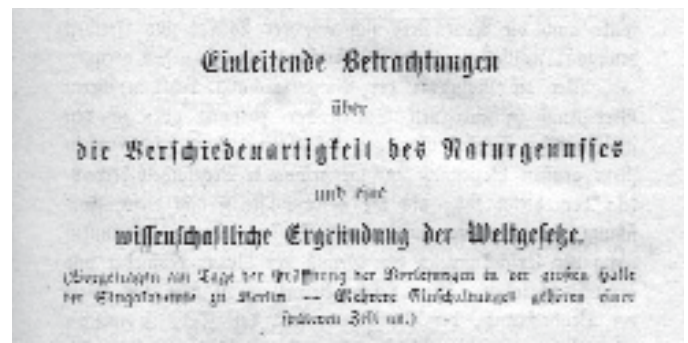 Einleitende Betrachtungen
über
die Verschiedenartigkeit des Naturgenusses
und eine
wissenschaftliche Ergründung der Weltgesetze.
(Vorgetragen am Tage der Eröffnung der Vorlesungen in der großen Halle
der Singakademie zu Berlin — Mehrere Einschaltungen gehören einer
späteren Zeit an.)